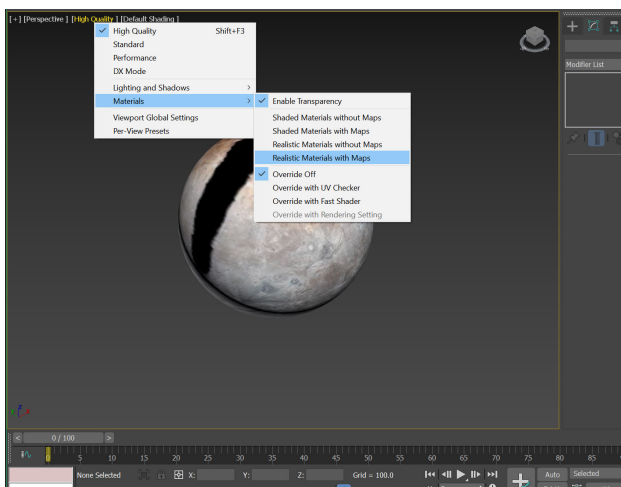 [+] [Perspective ] [High Quality ] [Default Shading ]
High Quality Shift+F3
Standard
Performance
DX Mode
Lighting and Shadows >
Materials >
Viewport Global Settings
Per-View Presets
Enable Transparency
Shaded Materials without Maps
Shaded Materials with Maps
Realistic Materials without Maps
Realistic Materials with Maps
Override Off
Override with UV Checker
Override with Fast Shader
Override with Rendering Setting
Modifier List
< 0 / 100 >
0 5 10 15 20 25 30 35 40 45 50 55 60 65 70 75 80 85
None Selected X: Y: Z: Grid = 100.0 Auto Selected